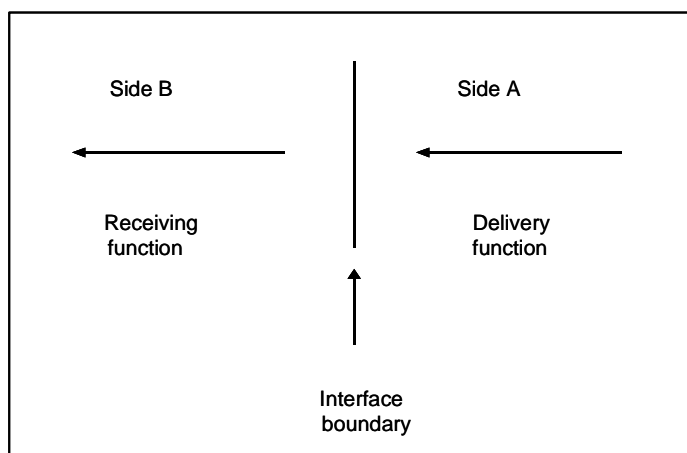 Side B
Side A
Receiving
function
Delivery
function
Interface
boundary